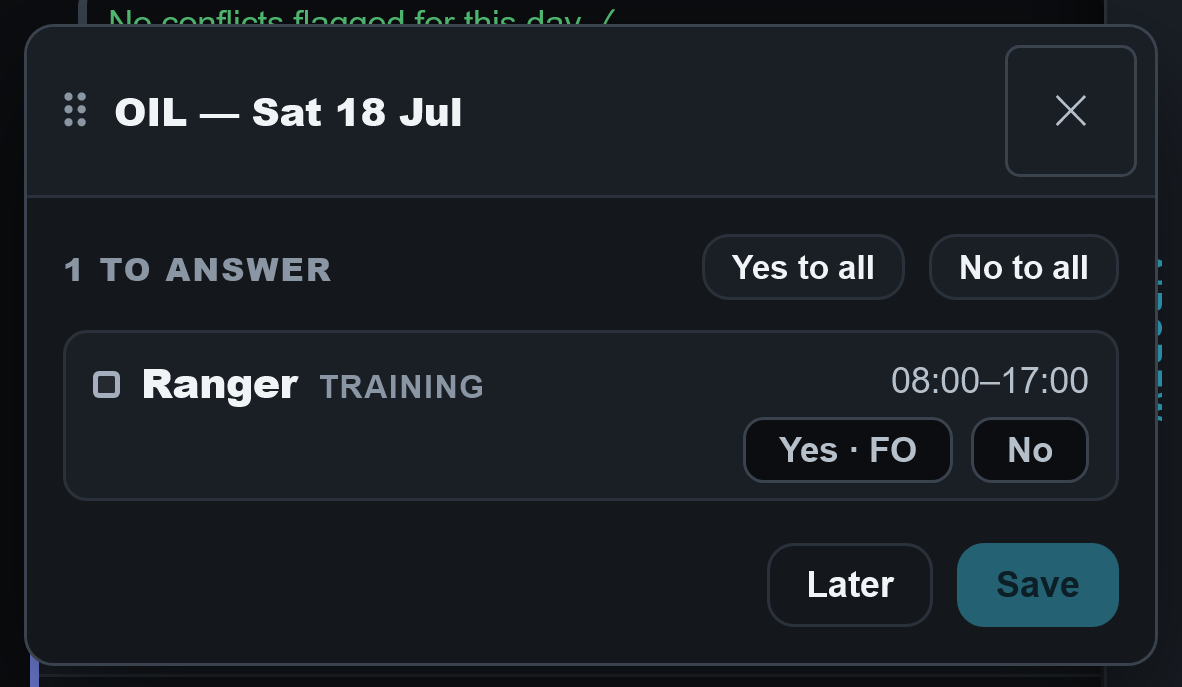 No conflicts flagged for this day ✓
OIL — Sat 18 Jul
1 TO ANSWER
Yes to all
No to all
Ranger TRAINING
08:00–17:00
Yes · FO
No
Later
Save